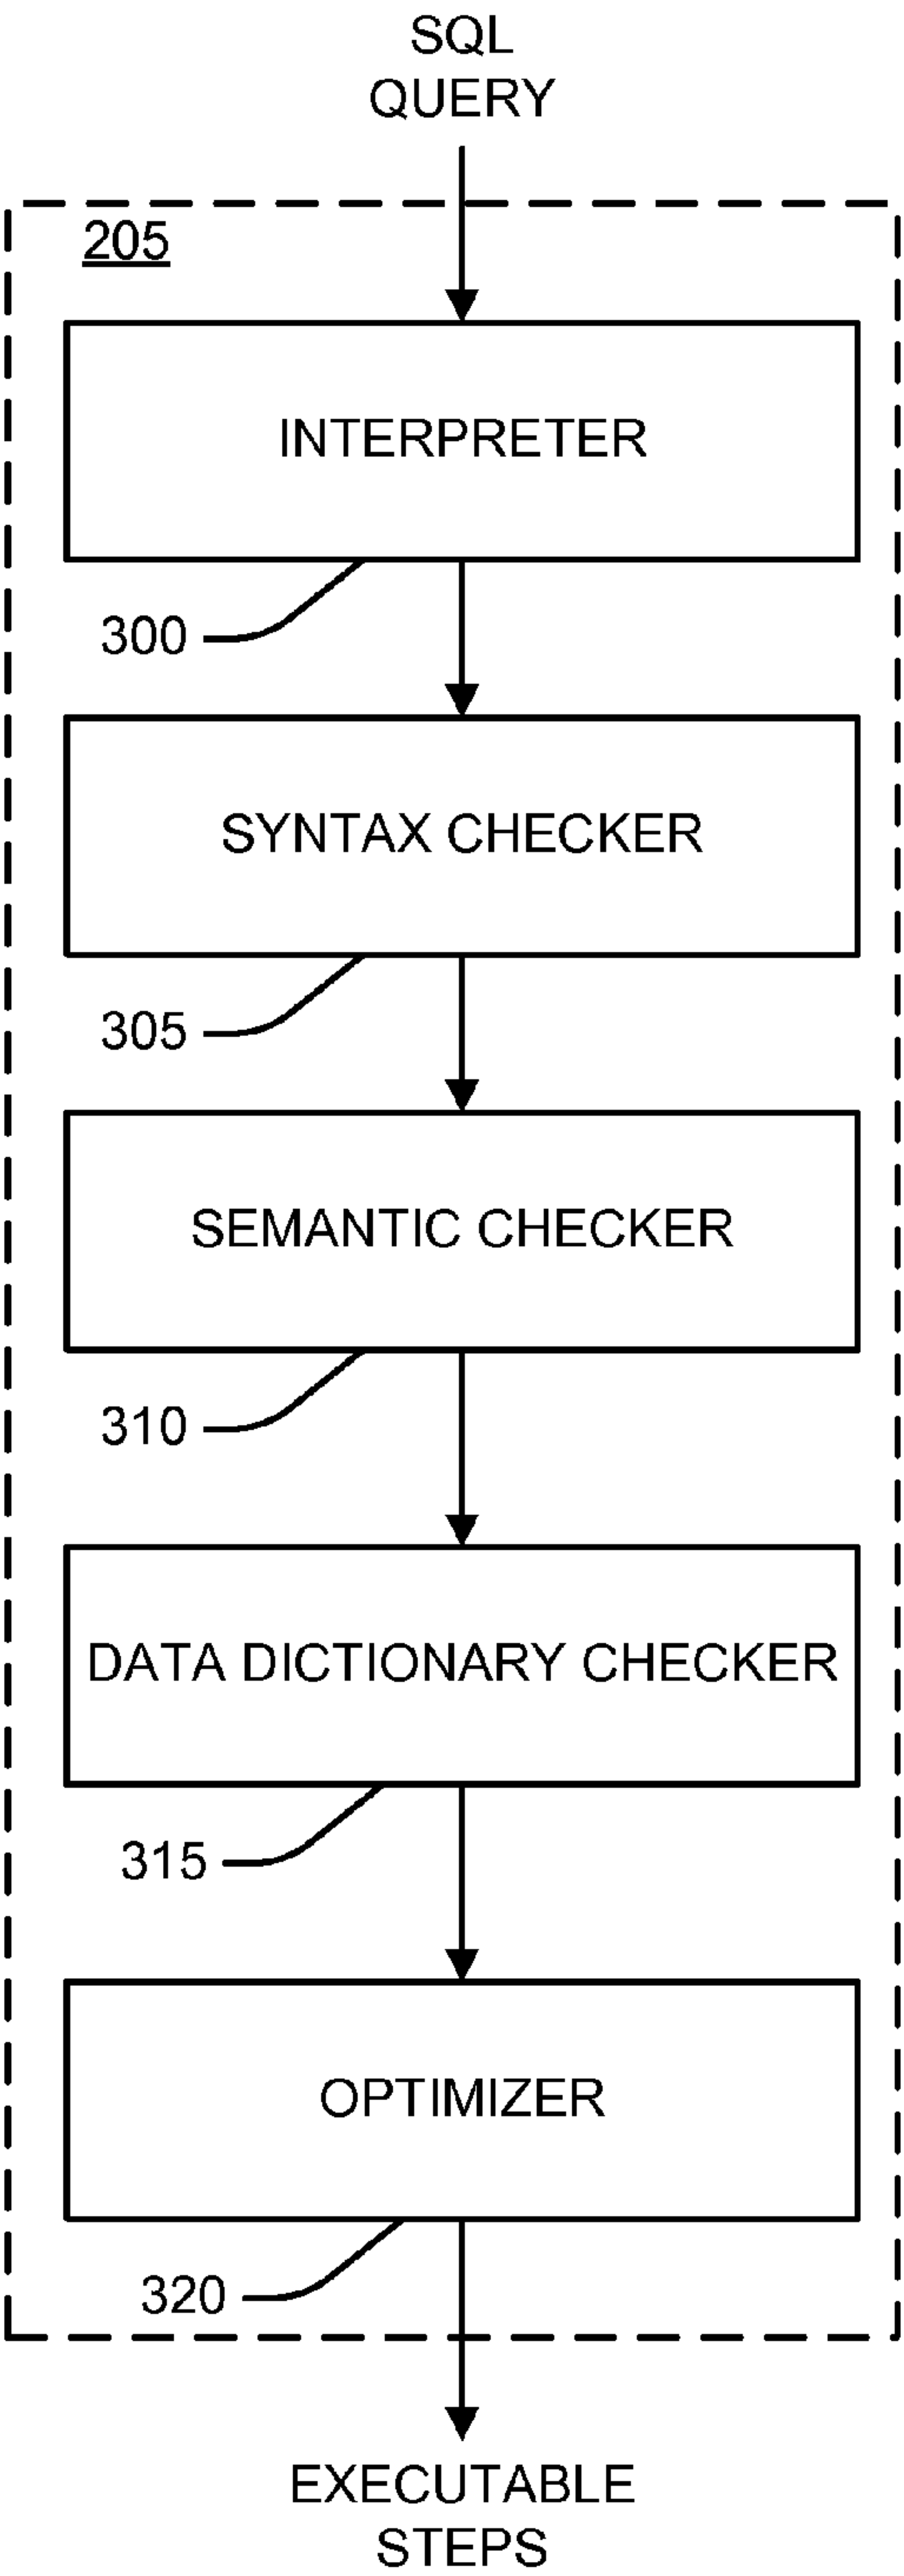 SQL
QUERY
205
INTERPRETER
300
SYNTAX CHECKER
305
SEMANTIC CHECKER
310
DATA DICTIONARY CHECKER
315
OPTIMIZER
320
EXECUTABLE
STEPS